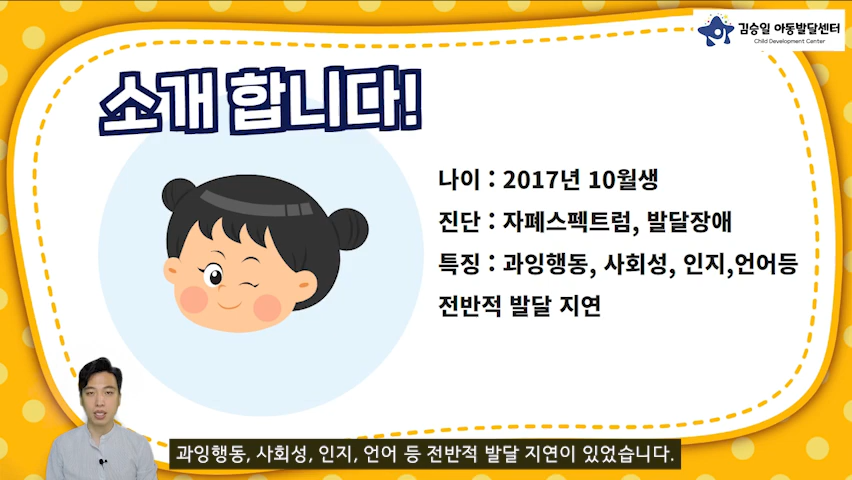 김승일 아동발달센터
Child Development Center
소개 합니다!
나이 : 2017년 10월생
진단 : 자폐스펙트럼, 발달장애
특징 : 과잉행동, 사회성, 인지,언어등
전반적 발달 지연
과잉행동, 사회성, 인지, 언어 등 전반적 발달 지연이 있었습니다.